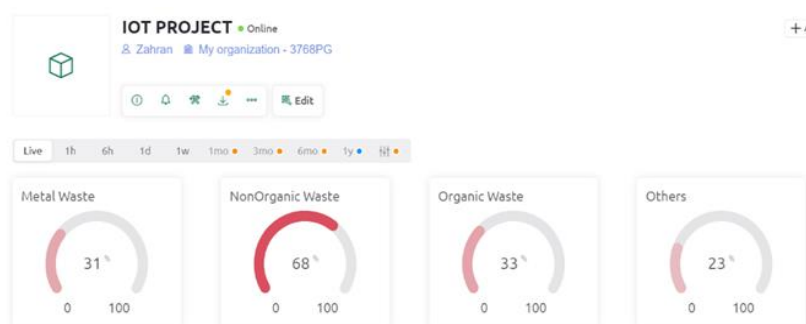 IOT PROJECT Online
Zahran My organization - 3768PG
Edit
Live 1h 6h 1d 1w 1mo 3mo 6mo 1y
Metal Waste NonOrganic Waste Organic Waste Others
31 % 68 % 33 % 23 %
0 100 0 100 0 100 0 100